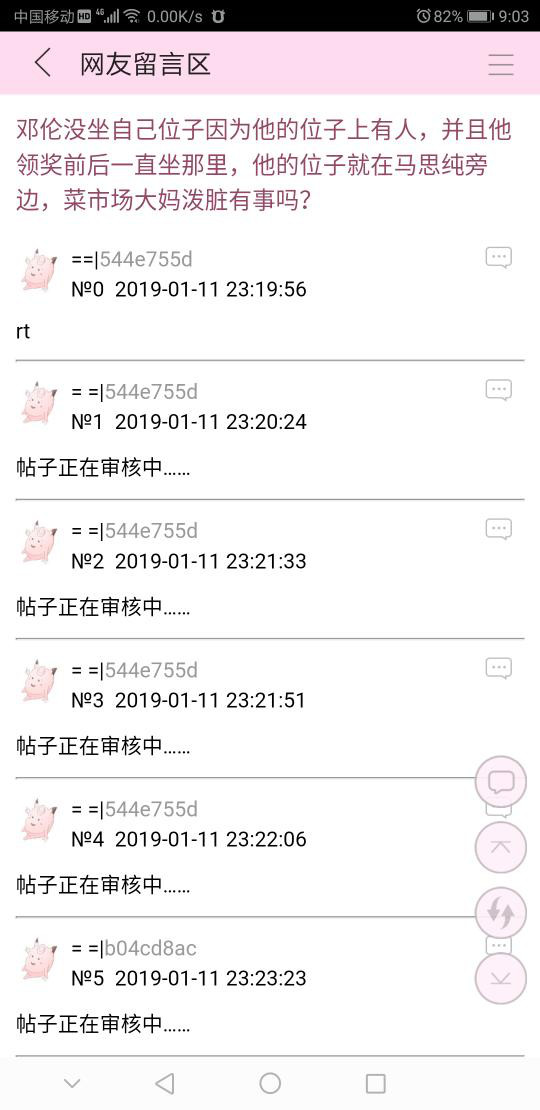 中国移动 HD 4G 0.00K/s 82% 9:03
网友留言区
邓伦没坐自己位子因为他的位子上有人，并且他
领奖前后一直坐那里，他的位子就在马思纯旁
边，菜市场大妈泼脏有事吗？
==|544e755d
№0 2019-01-11 23:19:56
rt
= =|544e755d
№1 2019-01-11 23:20:24
帖子正在审核中……
= =|544e755d
№2 2019-01-11 23:21:33
帖子正在审核中……
= =|544e755d
№3 2019-01-11 23:21:51
帖子正在审核中……
= =|544e755d
№4 2019-01-11 23:22:06
帖子正在审核中……
= =|b04cd8ac
№5 2019-01-11 23:23:23
帖子正在审核中……